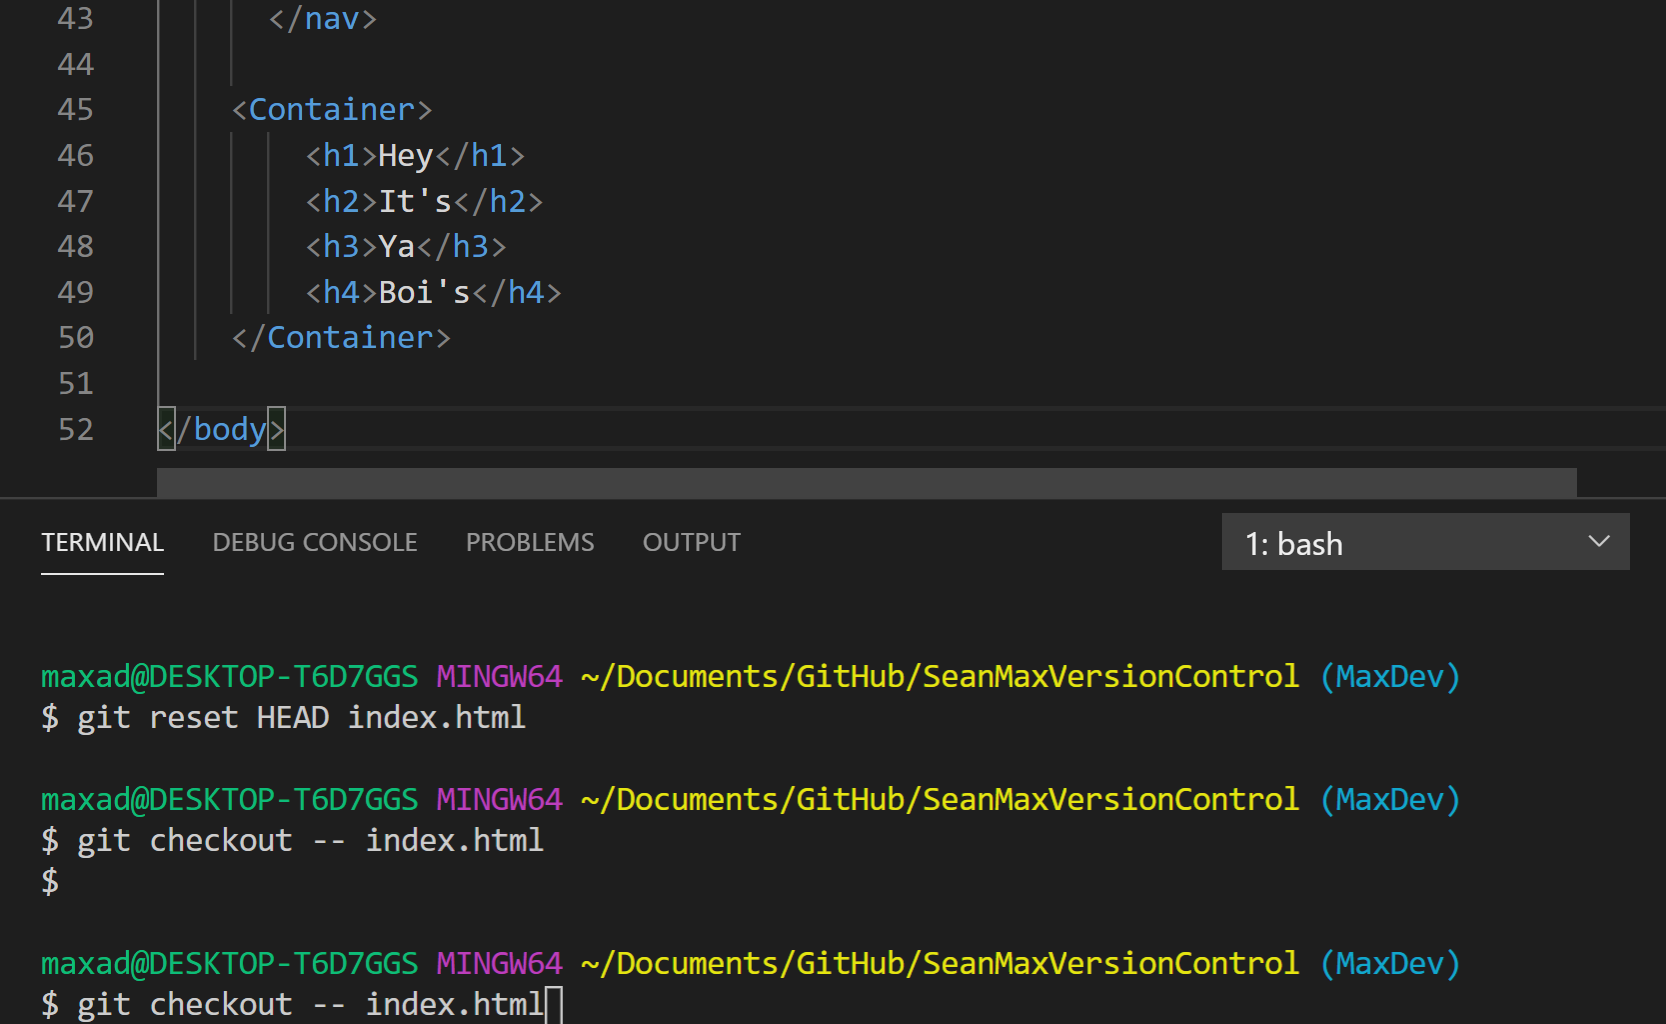 43 </nav>
44
45 <Container>
46 <h1>Hey</h1>
47 <h2>It's</h2>
48 <h3>Ya</h3>
49 <h4>Boi's</h4>
50 </Container>
51
52 </body>
TERMINAL DEBUG CONSOLE PROBLEMS OUTPUT 1: bash
maxad@DESKTOP-T6D7GGS MINGW64 ~/Documents/GitHub/SeanMaxVersionControl (MaxDev)
$ git reset HEAD index.html
maxad@DESKTOP-T6D7GGS MINGW64 ~/Documents/GitHub/SeanMaxVersionControl (MaxDev)
$ git checkout -- index.html
$
maxad@DESKTOP-T6D7GGS MINGW64 ~/Documents/GitHub/SeanMaxVersionControl (MaxDev)
$ git checkout -- index.html